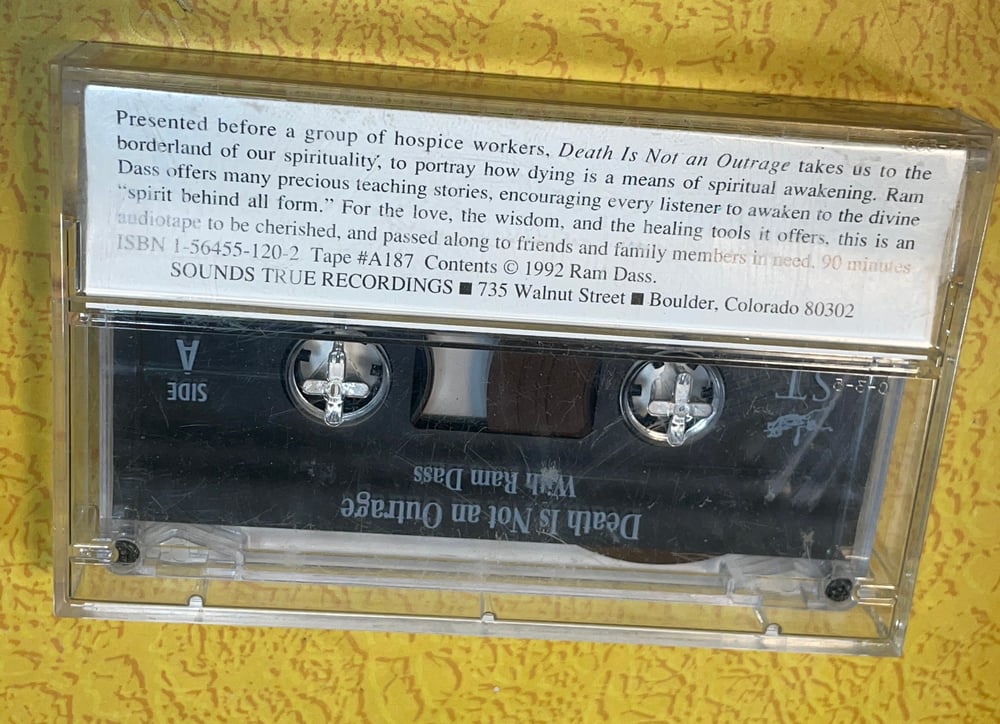 Presented before a group of hospice workers, Death Is Not an Outrage takes us to the
borderland of our spirituality, to portray how dying is a means of spiritual awakening. Ram
Dass offers many precious teaching stories, encouraging every listener to awaken to the divine
“spirit behind all form.” For the love, the wisdom, and the healing tools it offers, this is an
audiotape to be cherished, and passed along to friends and family members in need. 90 minutes
ISBN 1-56455-120-2 Tape #A187 Contents © 1992 Ram Dass.
SOUNDS TRUE RECORDINGS ■ 735 Walnut Street ■ Boulder, Colorado 80302
Death Is Not an Outrage
With Ram Dass
SIDE
A
ST